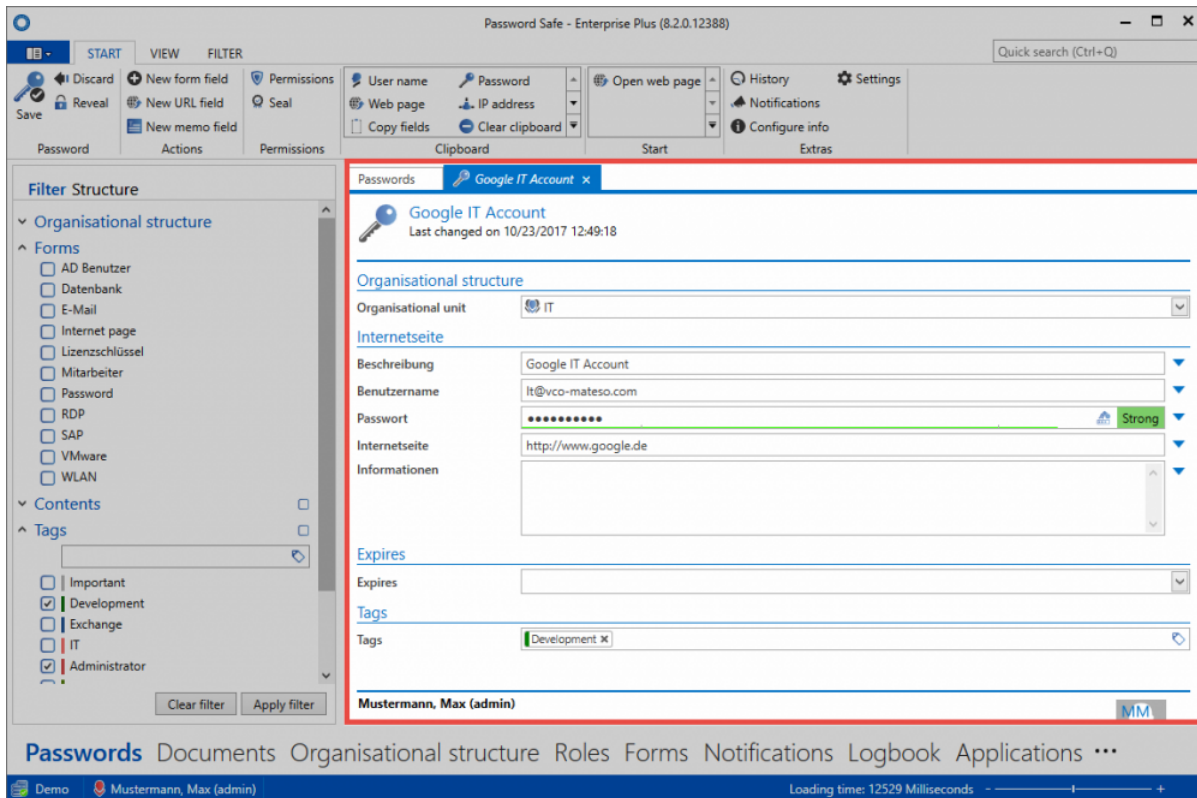 Password Safe - Enterprise Plus (8.2.0.12388)
START VIEW FILTER
Quick search (Ctrl+Q)
Save
Discard
Reveal
Password
New form field
New URL field
New memo field
Actions
Permissions
Seal
Permissions
User name
Password
Web page
IP address
Copy fields
Clear clipboard
Clipboard
Open web page
Start
History
Settings
Notifications
Configure info
Extras
Filter Structure
Organisational structure
Forms
AD Benutzer
Datenbank
E-Mail
Internet page
Lizenzschlüssel
Mitarbeiter
Password
RDP
SAP
VMware
WLAN
Contents
Tags
Important
Development
Exchange
IT
Administrator
Clear filter Apply filter
Passwords Google IT Account
Google IT Account
Last changed on 10/23/2017 12:49:18
Organisational structure
Organisational unit IT
Internetseite
Beschreibung Google IT Account
Benutzername It@vco-mateso.com
Passwort •••••••••• Strong
Internetseite http://www.google.de
Informationen
Expires
Expires
Tags
Tags Development
Mustermann, Max (admin)
MM
Passwords Documents Organisational structure Roles Forms Notifications Logbook Applications •••
Demo Mustermann, Max (admin) Loading time: 12529 Milliseconds - +